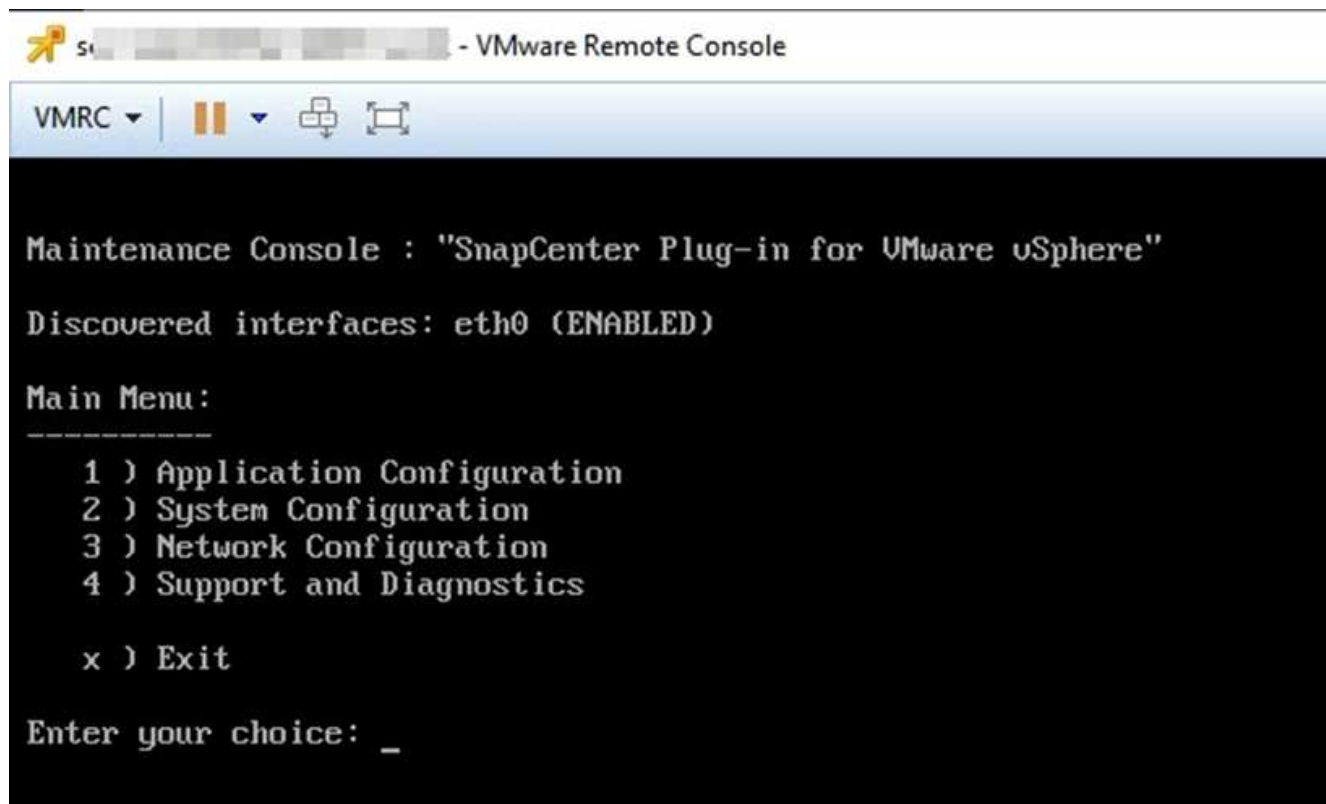 - VMware Remote Console
VMRC
Maintenance Console : "SnapCenter Plug-in for VMware vSphere"
Discovered interfaces: eth0 (ENABLED)
Main Menu:
----------
1 ) Application Configuration
2 ) System Configuration
3 ) Network Configuration
4 ) Support and Diagnostics
x ) Exit
Enter your choice: _